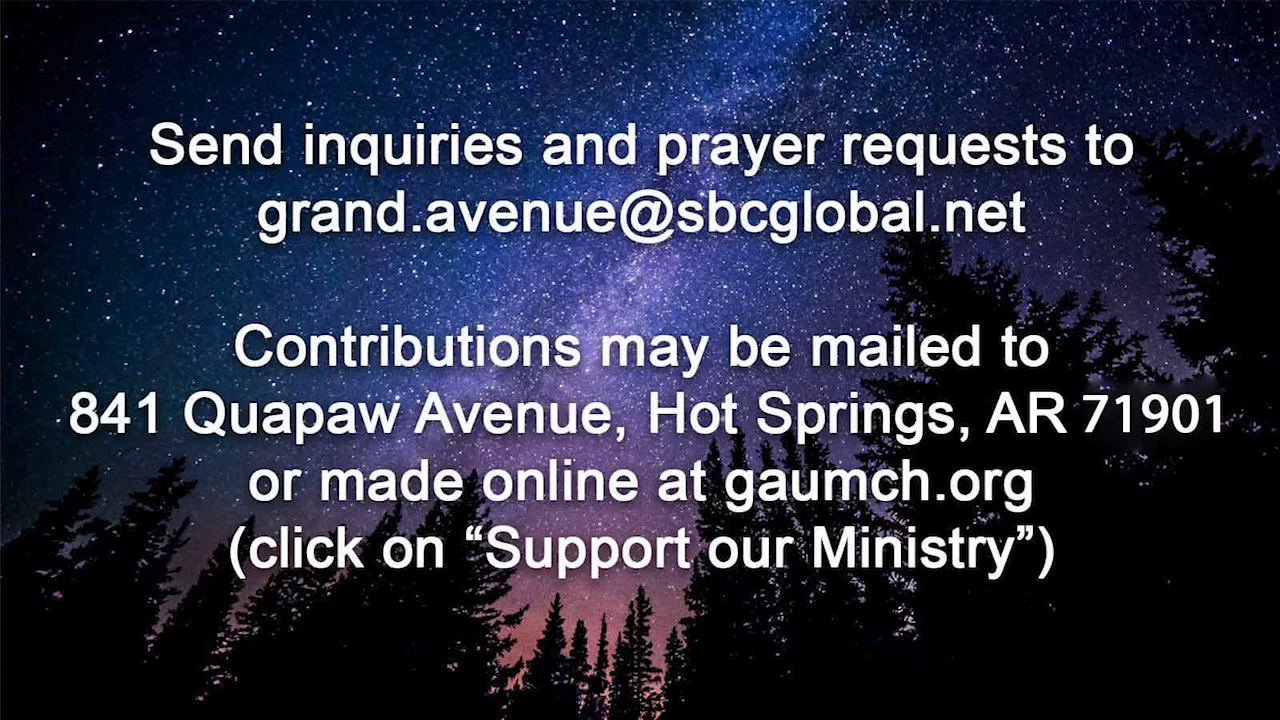 Send inquiries and prayer requests to
grand.avenue@sbcglobal.net
Contributions may be mailed to
841 Quapaw Avenue, Hot Springs, AR 71901
or made online at gaumch.org
(click on “Support our Ministry”)